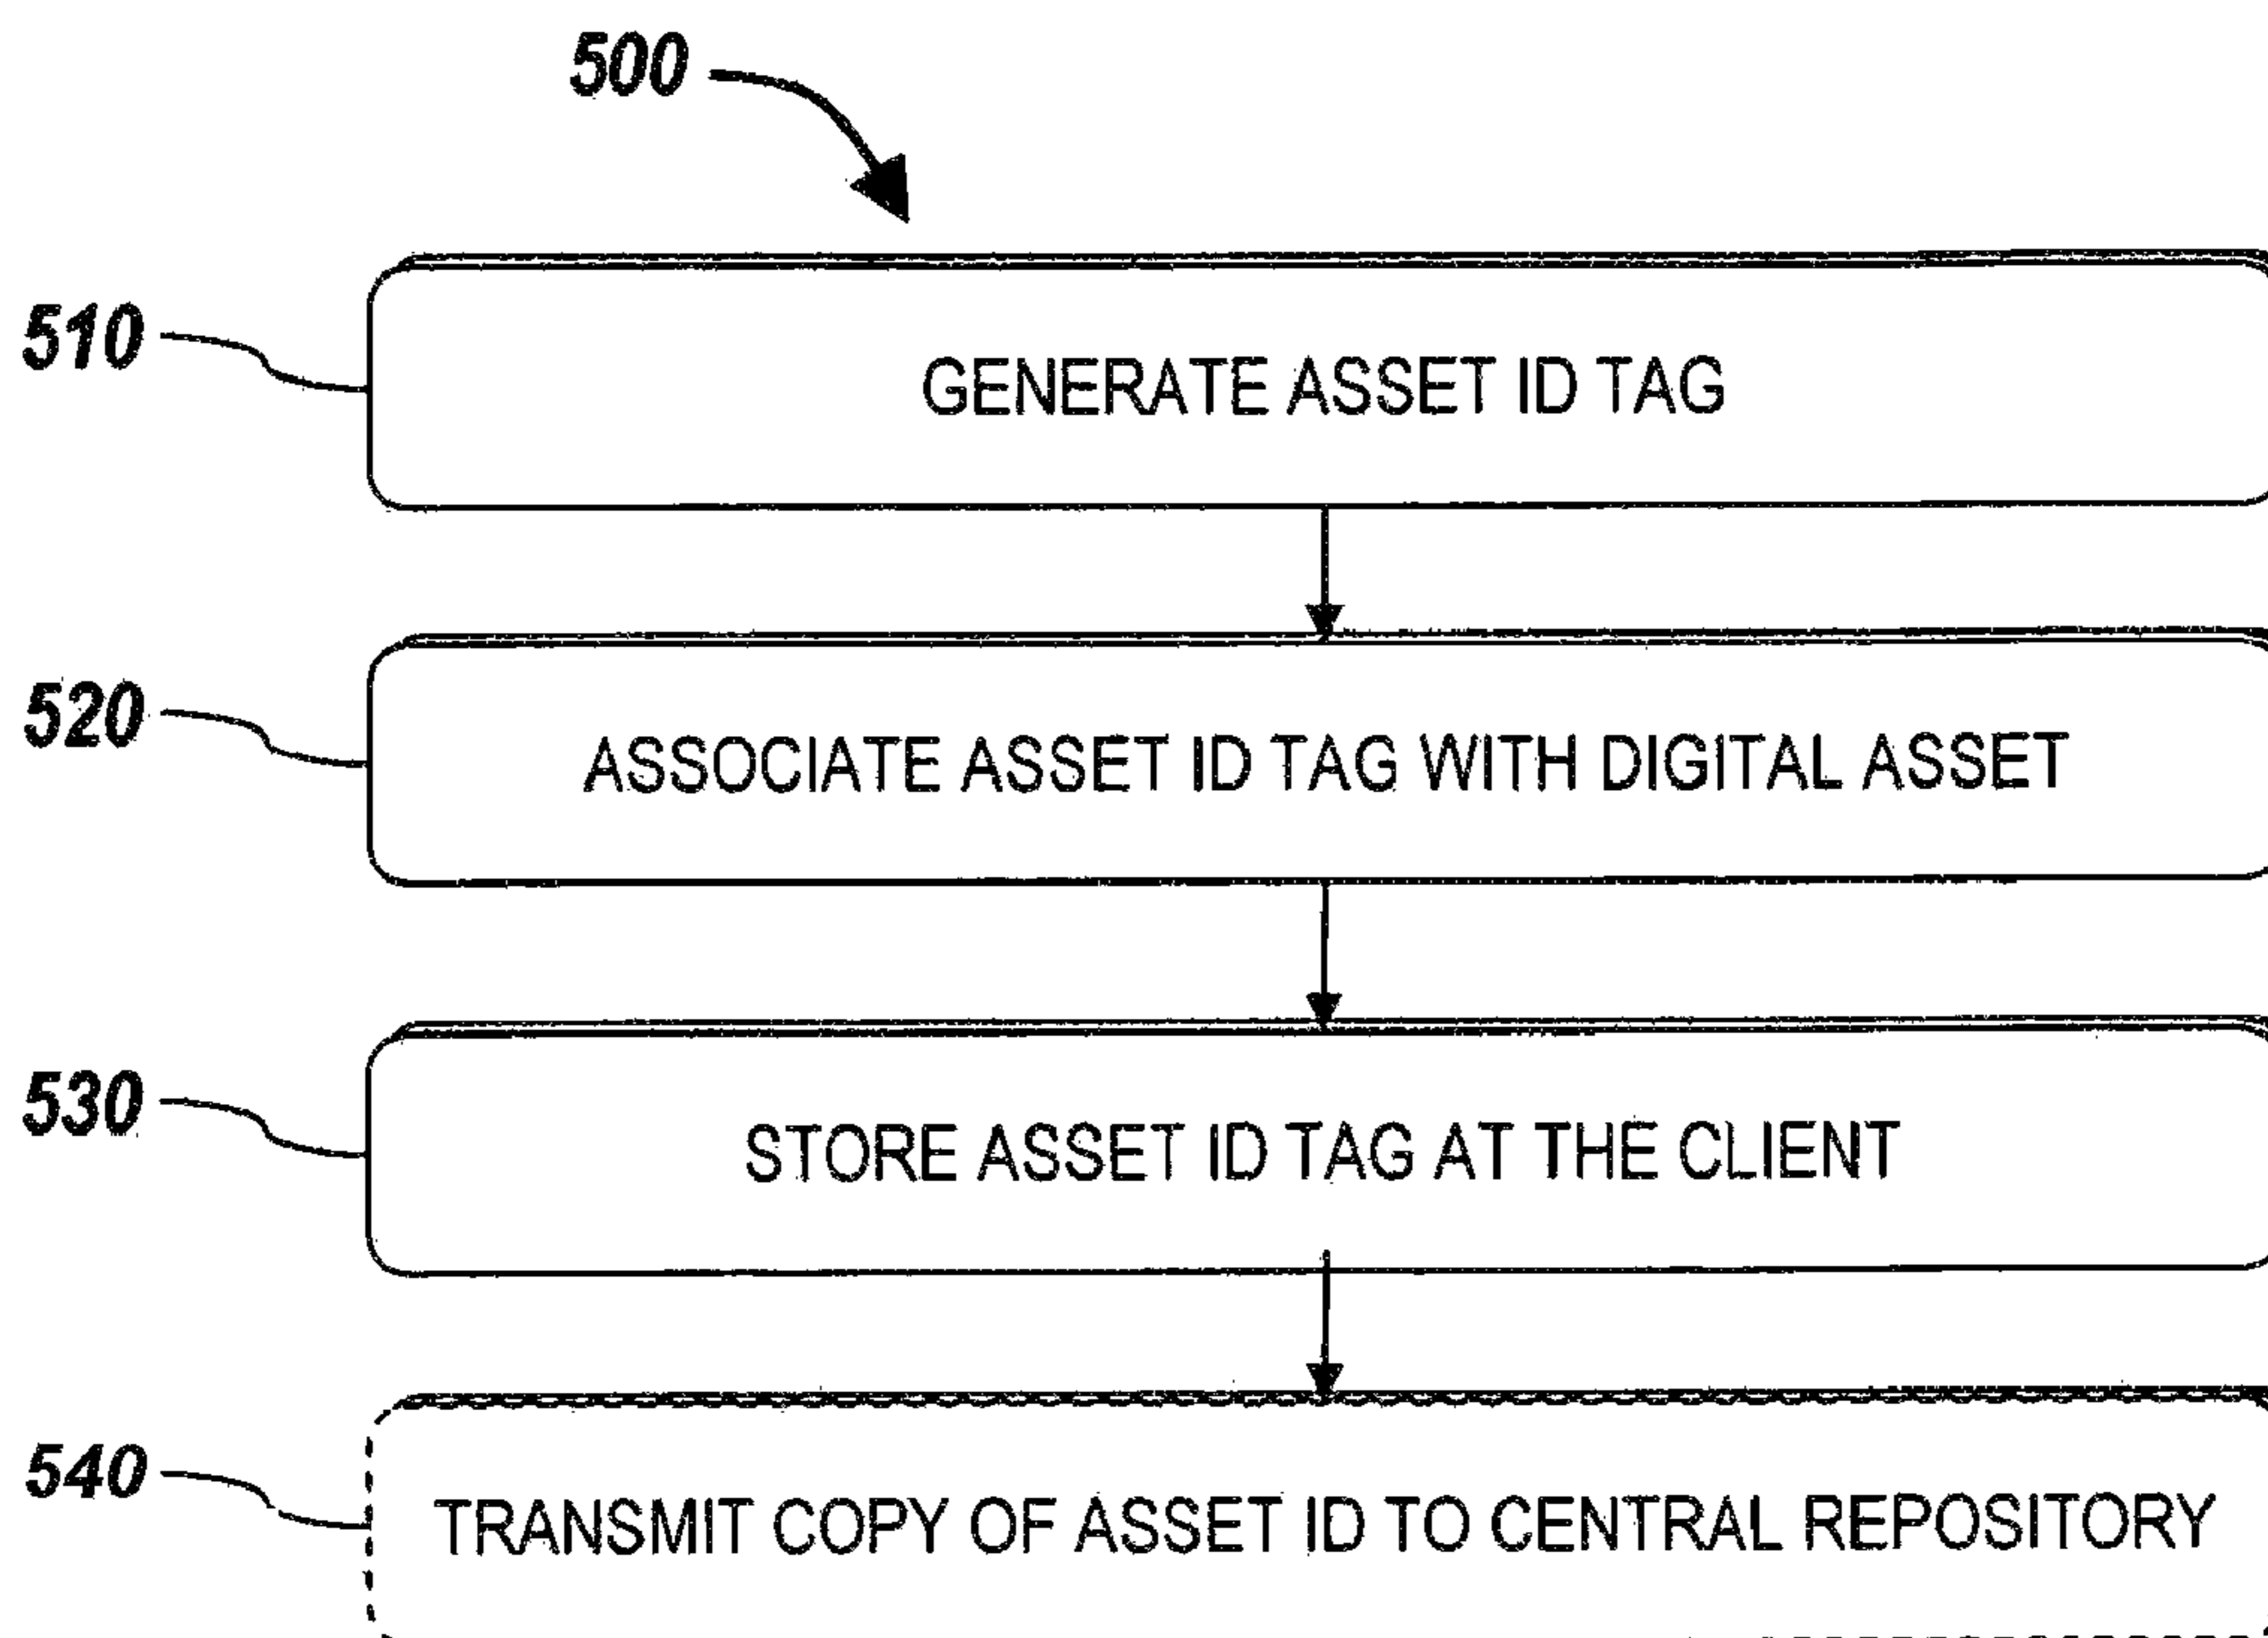 500
510
GENERATE ASSET ID TAG
520
ASSOCIATE ASSET ID TAG WITH DIGITAL ASSET
530
STORE ASSET ID TAG AT THE CLIENT
540
TRANSMIT COPY OF ASSET ID TO CENTRAL REPOSITORY